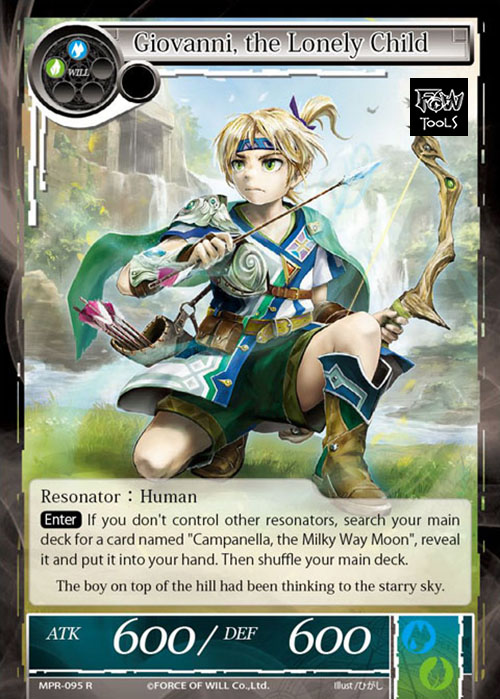 Giovanni, the Lonely Child
WILL
FOW
TOOLS
Resonator : Human
Enter If you don't control other resonators, search your main
deck for a card named "Campanella, the Milky Way Moon", reveal
it and put it into your hand. Then shuffle your main deck.
The boy on top of the hill had been thinking to the starry sky.
ATK 600 / DEF 600
MPR-095 R ©FORCE OF WILL Co.,Ltd. Illust /ひがし